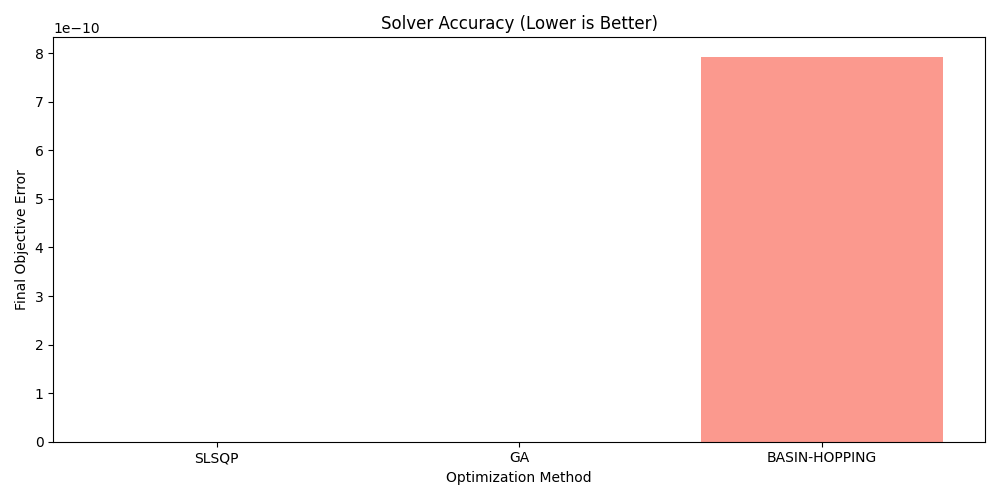 Solver Accuracy (Lower is Better)
1e−10
8
7
6
5
4
3
2
1
0
Final Objective Error
SLSQP GA BASIN-HOPPING
Optimization Method